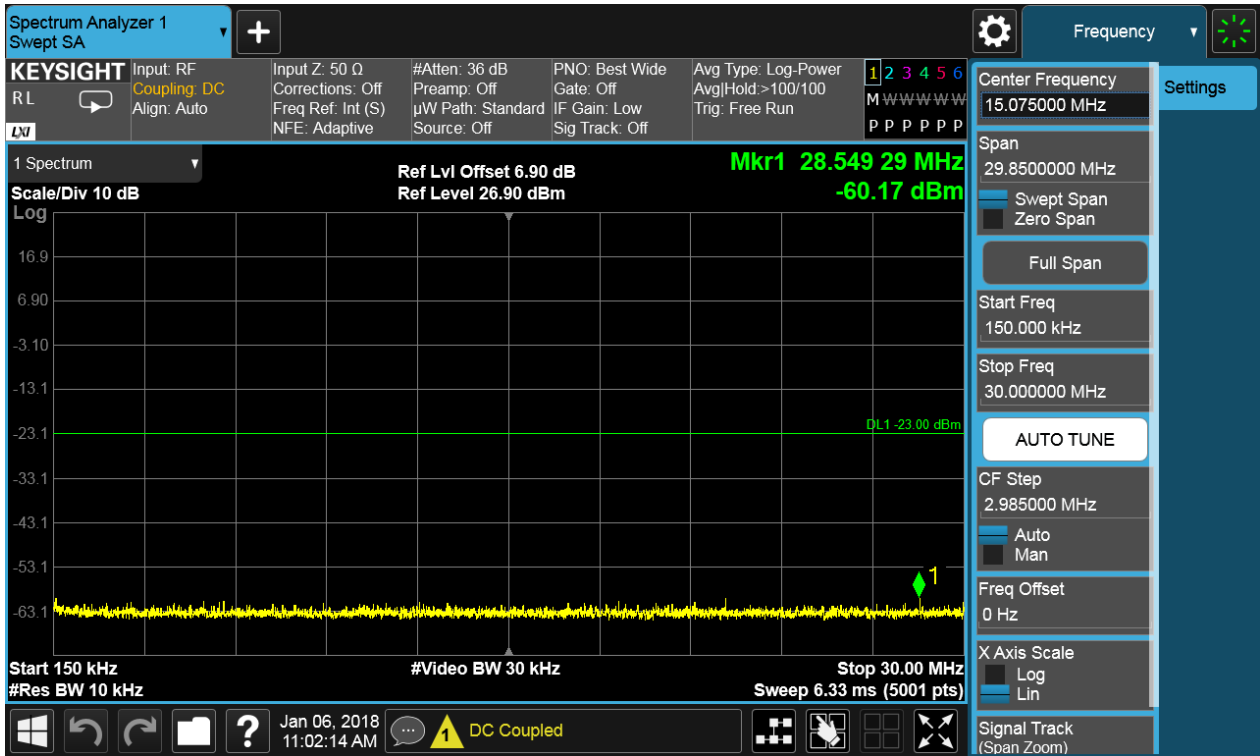 Spectrum Analyzer 1
Swept SA
+
Frequency
KEYSIGHT
RL
LXI
Input: RF
Coupling: DC
Align: Auto
Input Z: 50 Ω
Corrections: Off
Freq Ref: Int (S)
NFE: Adaptive
#Atten: 36 dB
Preamp: Off
µW Path: Standard
Source: Off
PNO: Best Wide
Gate: Off
IF Gain: Low
Sig Track: Off
Avg Type: Log-Power
Avg|Hold:>100/100
Trig: Free Run
1 2 3 4 5 6
M W W W W W
P P P P P P
1 Spectrum
Scale/Div 10 dB
Log
Ref Lvl Offset 6.90 dB
Ref Level 26.90 dBm
Mkr1 28.549 29 MHz
-60.17 dBm
16.9
6.90
-3.10
-13.1
-23.1
-33.1
-43.1
-53.1
-63.1
DL1 -23.00 dBm
1
Start 150 kHz
#Res BW 10 kHz
#Video BW 30 kHz
Stop 30.00 MHz
Sweep 6.33 ms (5001 pts)
Center Frequency
15.075000 MHz
Span
29.8500000 MHz
Swept Span
Zero Span
Full Span
Start Freq
150.000 kHz
Stop Freq
30.000000 MHz
AUTO TUNE
CF Step
2.985000 MHz
Auto
Man
Freq Offset
0 Hz
X Axis Scale
Log
Lin
Signal Track
(Span Zoom)
Settings
?
Jan 06, 2018
11:02:14 AM
1
DC Coupled